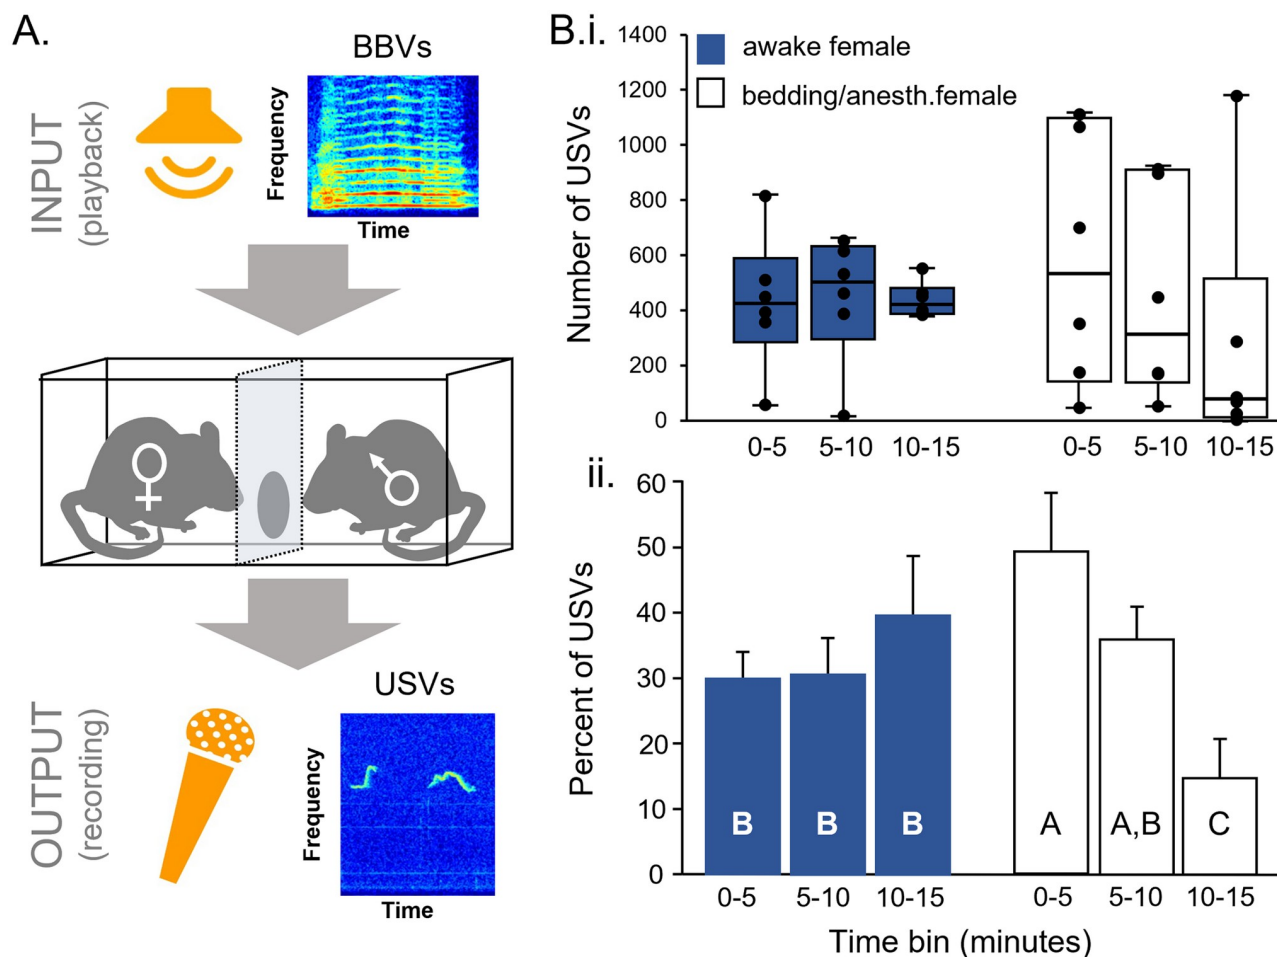 A.
BBVs
INPUT
(playback)
Frequency
Time
♀
♂
USVs
OUTPUT
(recording)
Frequency
Time
B.i.
awake female
bedding/anesth.female
Number of USVs
1400
1200
1000
800
600
400
200
0
0-5 5-10 10-15 0-5 5-10 10-15
ii.
Percent of USVs
60
50
40
30
20
10
0
B B B A A,B C
0-5 5-10 10-15 0-5 5-10 10-15
Time bin (minutes)